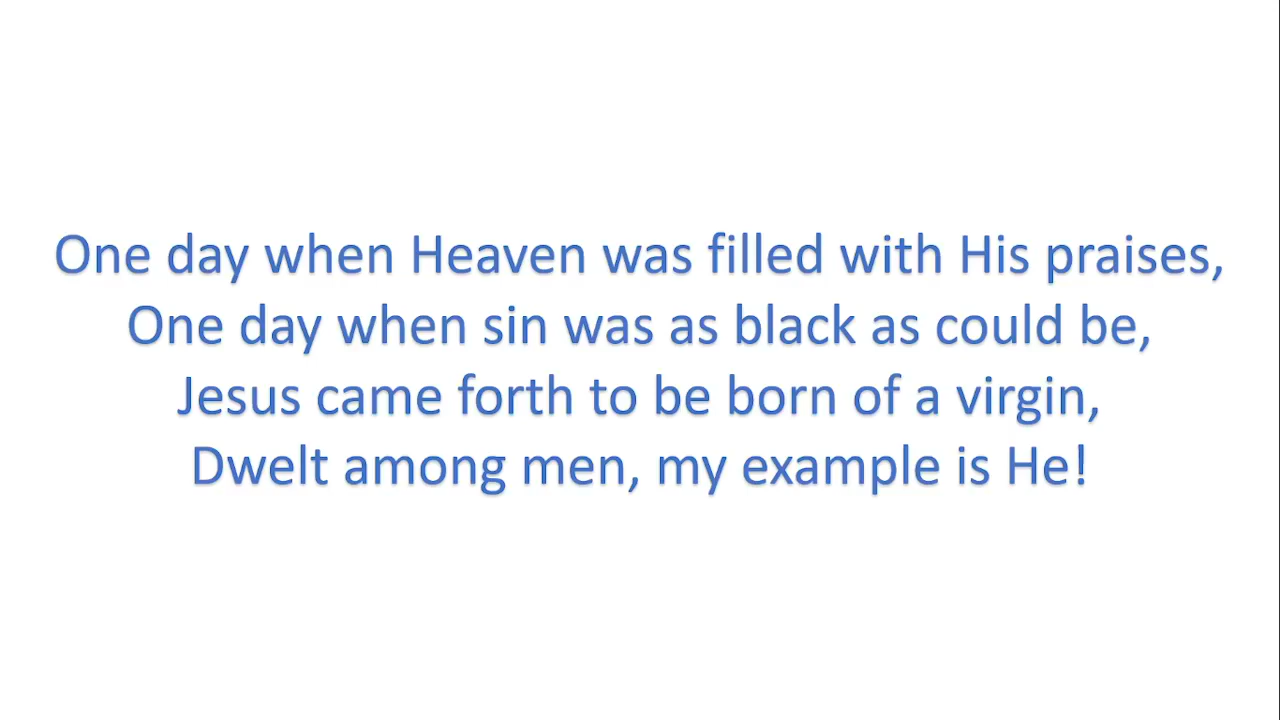 One day when Heaven was filled with His praises,
One day when sin was as black as could be,
Jesus came forth to be born of a virgin,
Dwelt among men, my example is He!